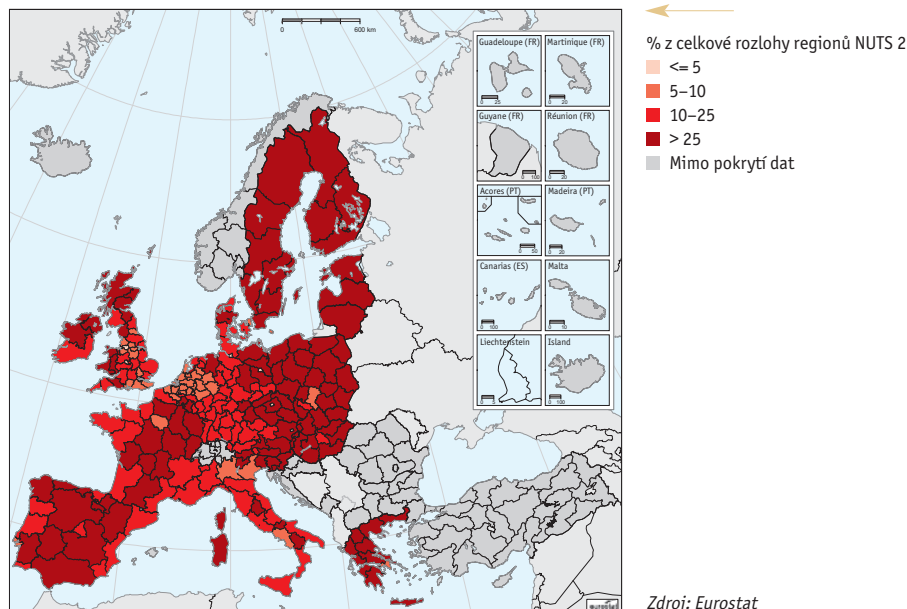 0 600 km
Guadeloupe (FR)
0 25
Martinique (FR)
0 20
Guyane (FR)
0 100
Réunion (FR)
0 20
Acores (PT)
0 50
Madeira (PT)
0 20
Canarias (ES)
0 100
Malta
0 10
Liechtenstein
0 5
Island
0 100
eurostat
% z celkové rozlohy regionů NUTS 2
<= 5
5–10
10–25
> 25
Mimo pokrytí dat
Zdroj: Eurostat